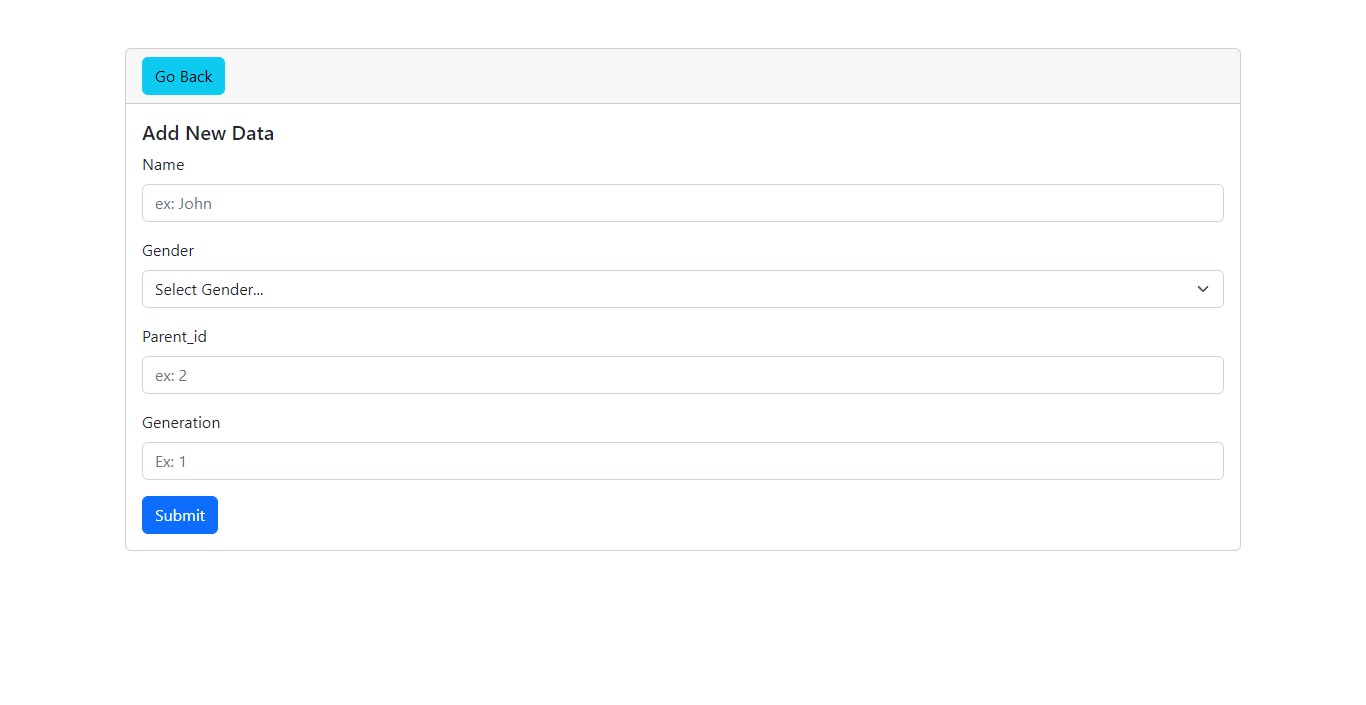 Go Back
Add New Data
Name
ex: John
Gender
Select Gender...
Parent_id
ex: 2
Generation
Ex: 1
Submit